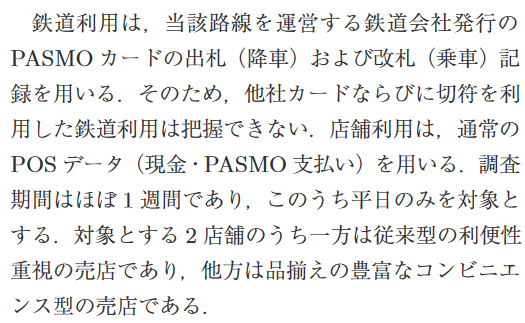 鉄道利用は，当該路線を運営する鉄道会社発行の
PASMO カードの出札（降車）および改札（乗車）記
録を用いる．そのため，他社カードならびに切符を利
用した鉄道利用は把握できない．店舗利用は，通常の
POS データ（現金・PASMO 支払い）を用いる．調査
期間はほぼ 1 週間であり，このうち平日のみを対象と
する．対象とする 2 店舗のうち一方は従来型の利便性
重視の売店であり，他方は品揃えの豊富なコンビニエ
ンス型の売店である．